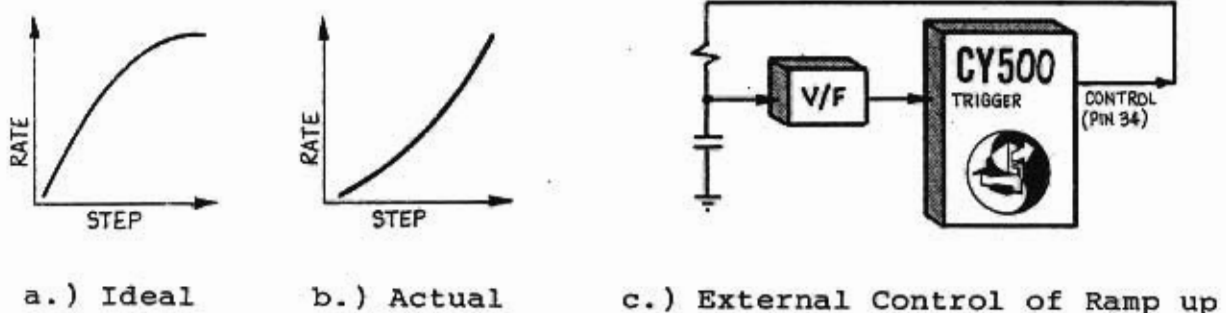 RATE
STEP
a.) Ideal
RATE
STEP
b.) Actual
V/F
CY500
TRIGGER
CONTROL
(PIN 34)
c.) External Control of Ramp up